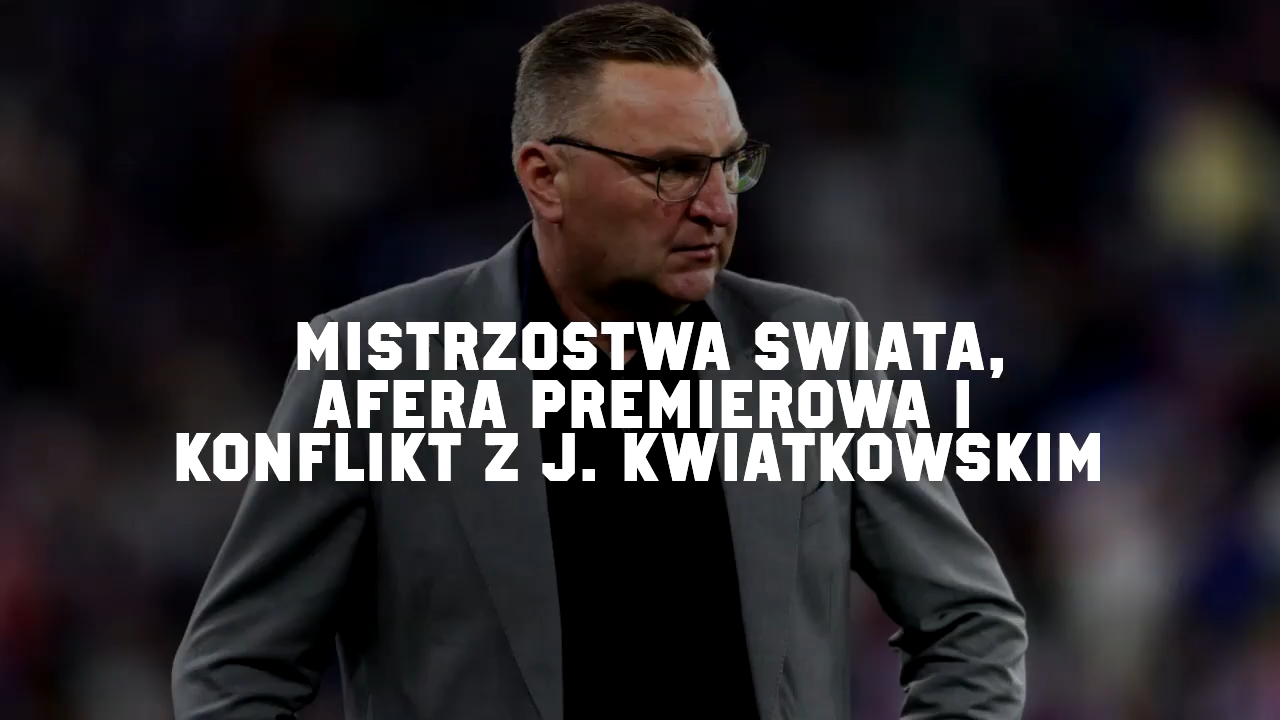 MISTRZOSTWA SWIATA,
AFERA PREMIEROWA I
KONFLIKT Z J. KWIATKOWSKIM